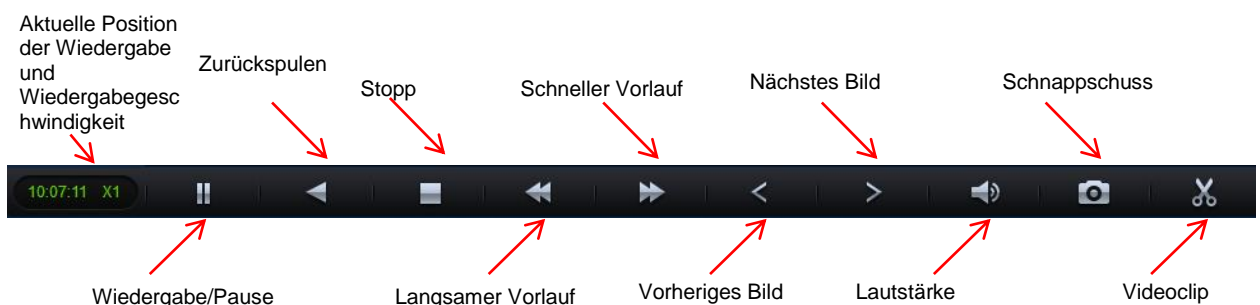 Aktuelle Position
der Wiedergabe
und
Wiedergabegesc
hwindigkeit
Zurückspulen
Stopp
Schneller Vorlauf
Nächstes Bild
Schnappschuss
10:07:11 X1
Wiedergabe/Pause
Langsamer Vorlauf
Vorheriges Bild
Lautstärke
Videoclip